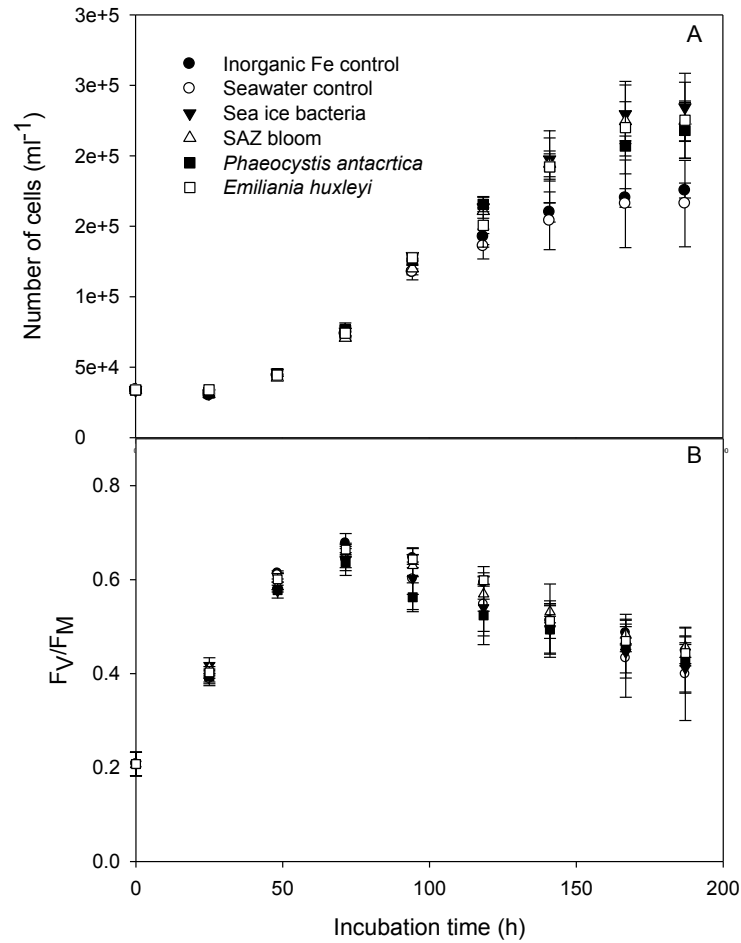 3e+5
A
Inorganic Fe control
3e+5
Seawater control
Sea ice bacteria
SAZ bloom
2e+5
Phaeocystis antacrtica
Emiliania huxleyi
2e+5
Number of cells (ml-1)
1e+5
5e+4
0
B
0.8
0.6
FV/FM
0.4
0.2
0.0
0 50 100 150 200
Incubation time (h)